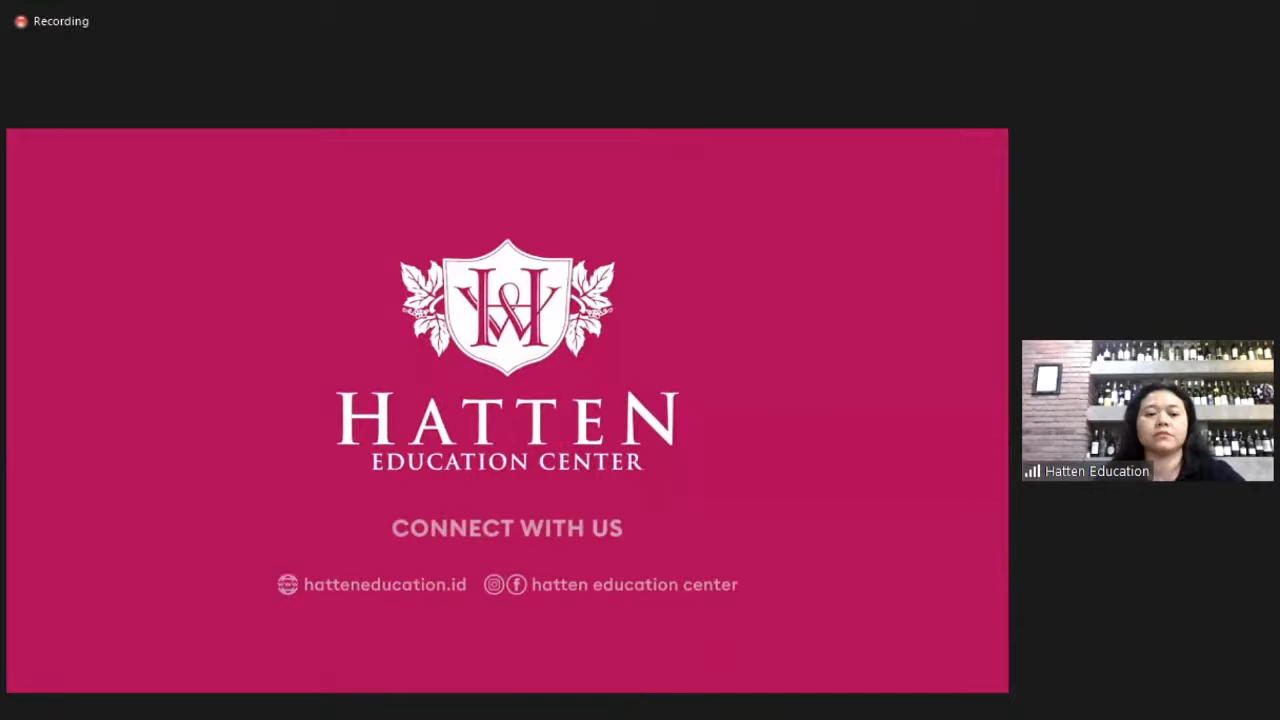 Recording
HATTEN
EDUCATION CENTER
CONNECT WITH US
hatteneducation.id hatten education center
Hatten Education